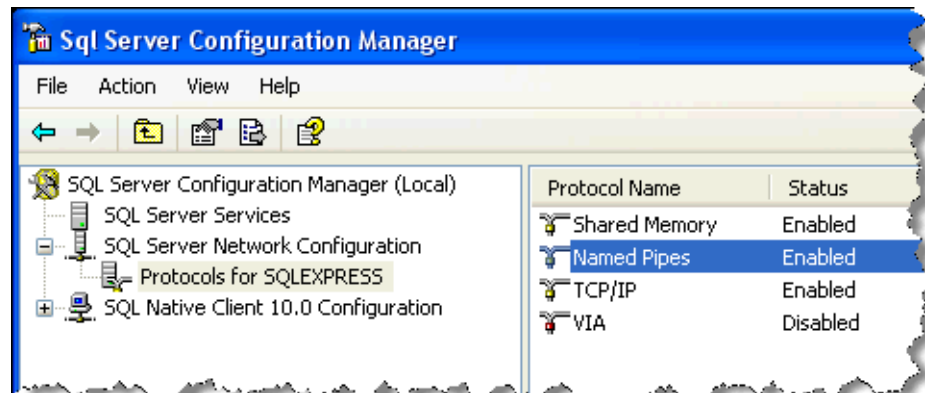 Sql Server Configuration Manager
File Action View Help
SQL Server Configuration Manager (Local)
SQL Server Services
SQL Server Network Configuration
Protocols for SQLEXPRESS
SQL Native Client 10.0 Configuration
Protocol Name Status
Shared Memory Enabled
Named Pipes Enabled
TCP/IP Enabled
VIA Disabled